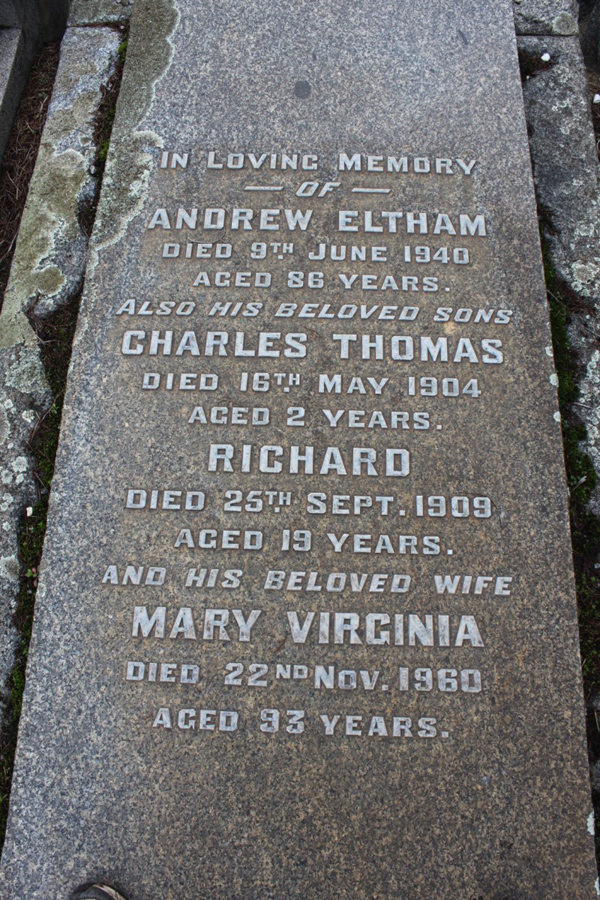 IN LOVING MEMORY
— OF —
ANDREW ELTHAM
DIED 9TH JUNE 1940
AGED 86 YEARS.
ALSO HIS BELOVED SONS
CHARLES THOMAS
DIED 16TH MAY 1904
AGED 2 YEARS.
RICHARD
DIED 25TH SEPT. 1909
AGED 19 YEARS.
AND HIS BELOVED WIFE
MARY VIRGINIA
DIED 22ND NOV. 1960
AGED 93 YEARS.